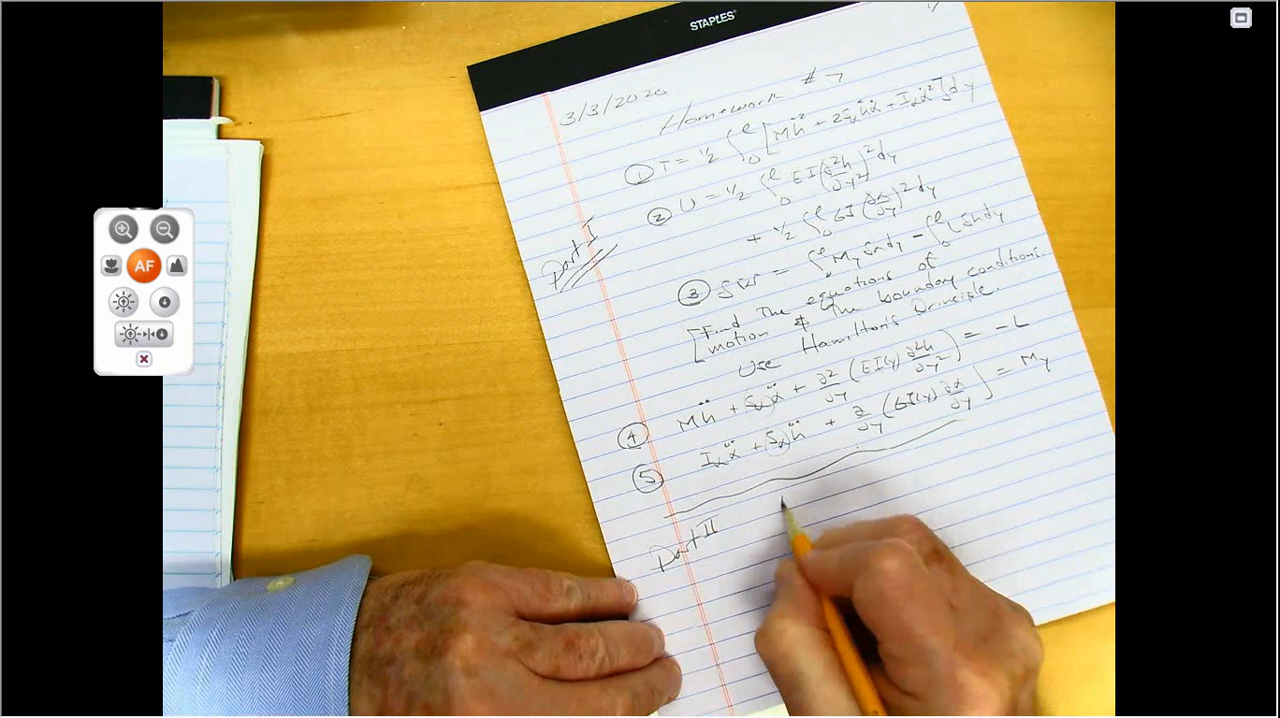 STAPLES
3/3/2020
Homework #7
Part I
① T = 1/2 ∫₀ˡ [Mḣ² + 2Sα ḣα̇ + Iα α̇²] dy
② U = 1/2 ∫₀ˡ EI (∂²h/∂y²)² dy
+ 1/2 ∫₀ˡ GJ (∂α/∂y)² dy
③ δW = ∫₀ˡ My δα dy − ∫₀ˡ L δh dy
[Find the equations of
motion & the boundary conditions.
Use Hamilton's Principle.
④ Mḧ + Sα α̈ + ∂²/∂y (EI(y) ∂²h/∂y²) = −L
⑤ Iα α̈ + Sα ḧ + ∂/∂y (GJ(y) ∂α/∂y) = My
Part II
AF